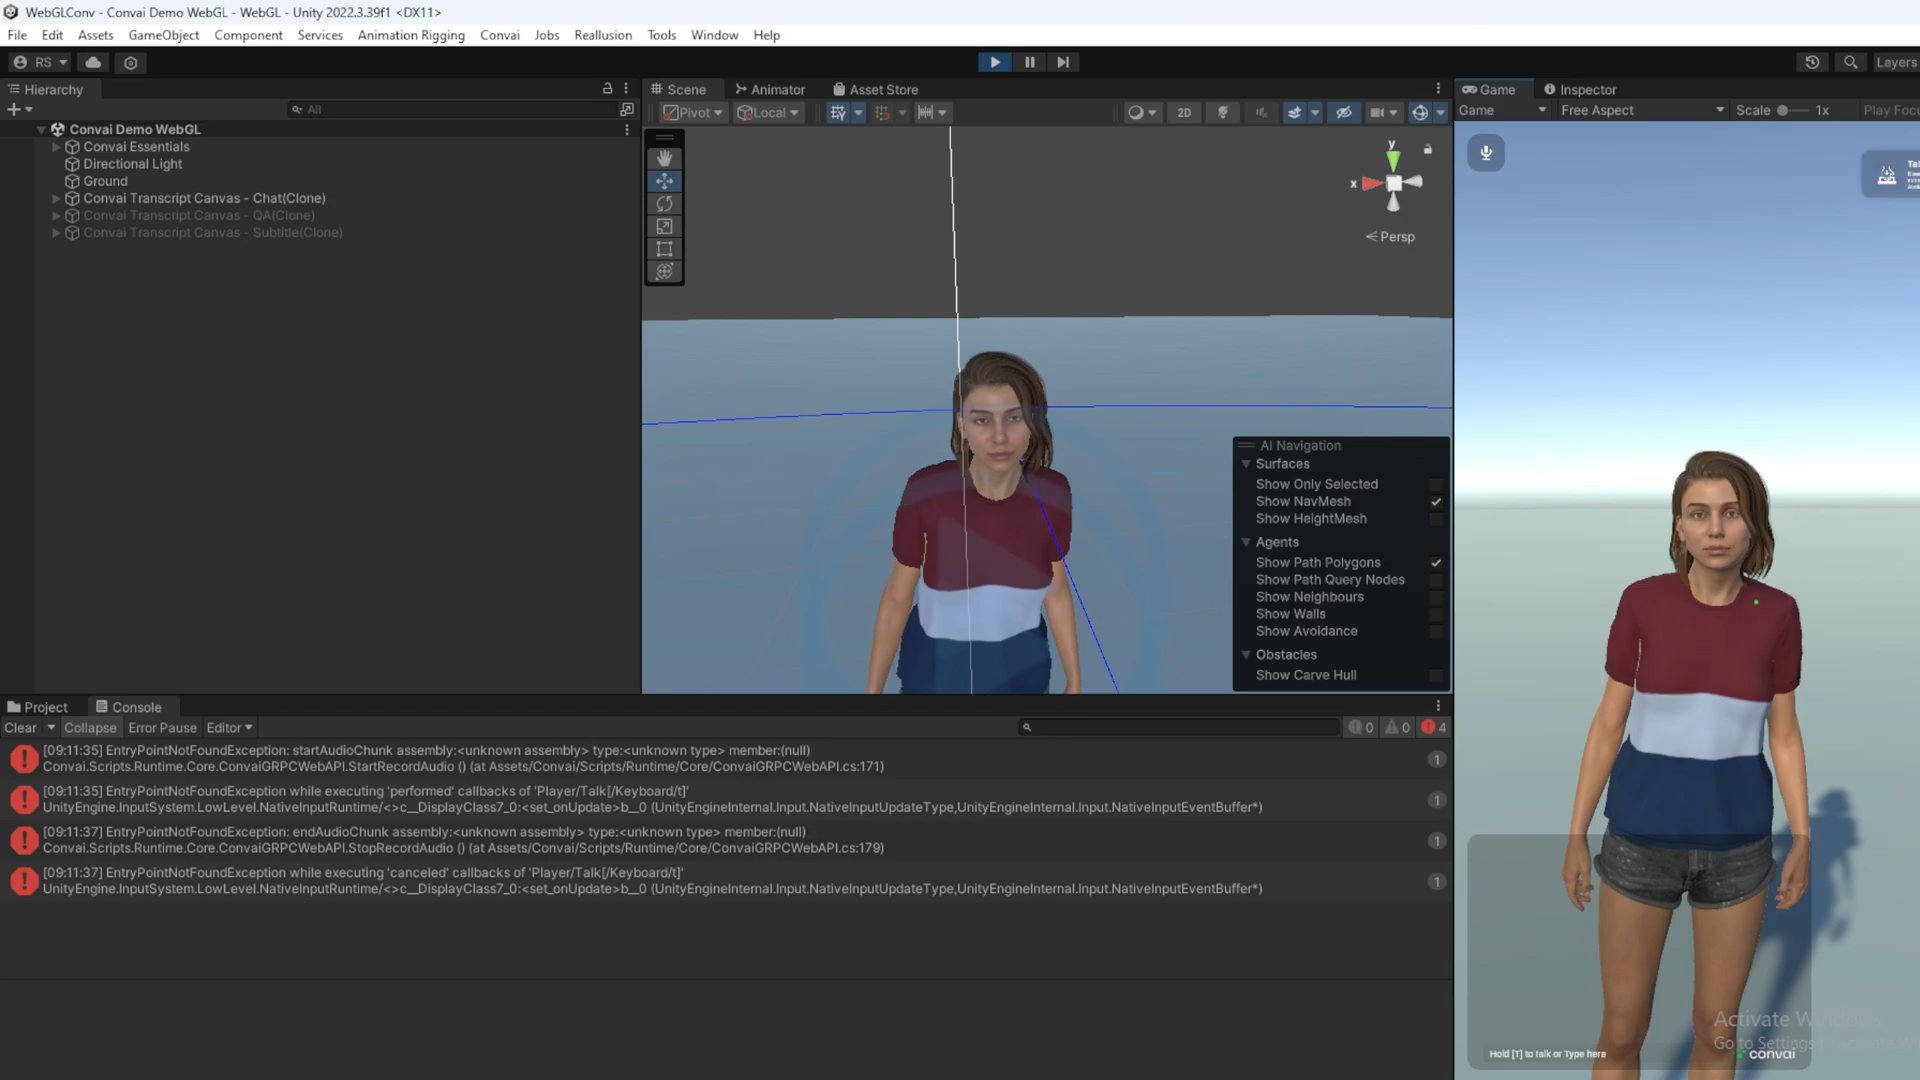 WebGLConv - Convai Demo WebGL - WebGL - Unity 2022.3.39f1 <DX11>
File Edit Assets GameObject Component Services Animation Rigging Convai Jobs Reallusion Tools Window Help
RS
Layers
Hierarchy
All
Convai Demo WebGL
Convai Essentials
Directional Light
Ground
Convai Transcript Canvas - Chat(Clone)
Convai Transcript Canvas - QA(Clone)
Convai Transcript Canvas - Subtitle(Clone)
Scene Animator Asset Store
Pivot Local 2D
y
x
Persp
AI Navigation
Surfaces
Show Only Selected
Show NavMesh
Show HeightMesh
Agents
Show Path Polygons
Show Path Query Nodes
Show Neighbours
Show Walls
Show Avoidance
Obstacles
Show Carve Hull
Game Inspector
Game Free Aspect Scale 1x Play Focu
Hold [T] to talk or Type here
convai
Activate Windows
Go to Settings
Project Console
Clear Collapse Error Pause Editor
0 0 4
[09:11:35] EntryPointNotFoundException: startAudioChunk assembly:<unknown assembly> type:<unknown type> member:(null)
Convai.Scripts.Runtime.Core.ConvaiGRPCWebAPI.StartRecordAudio () (at Assets/Convai/Scripts/Runtime/Core/ConvaiGRPCWebAPI.cs:171)
1
[09:11:35] EntryPointNotFoundException while executing 'performed' callbacks of 'Player/Talk[/Keyboard/t]'
UnityEngine.InputSystem.LowLevel.NativeInputRuntime/<>c__DisplayClass7_0:<set_onUpdate>b__0 (UnityEngineInternal.Input.NativeInputUpdateType,UnityEngineInternal.Input.NativeInputEventBuffer*)
1
[09:11:37] EntryPointNotFoundException: endAudioChunk assembly:<unknown assembly> type:<unknown type> member:(null)
Convai.Scripts.Runtime.Core.ConvaiGRPCWebAPI.StopRecordAudio () (at Assets/Convai/Scripts/Runtime/Core/ConvaiGRPCWebAPI.cs:179)
1
[09:11:37] EntryPointNotFoundException while executing 'canceled' callbacks of 'Player/Talk[/Keyboard/t]'
UnityEngine.InputSystem.LowLevel.NativeInputRuntime/<>c__DisplayClass7_0:<set_onUpdate>b__0 (UnityEngineInternal.Input.NativeInputUpdateType,UnityEngineInternal.Input.NativeInputEventBuffer*)
1